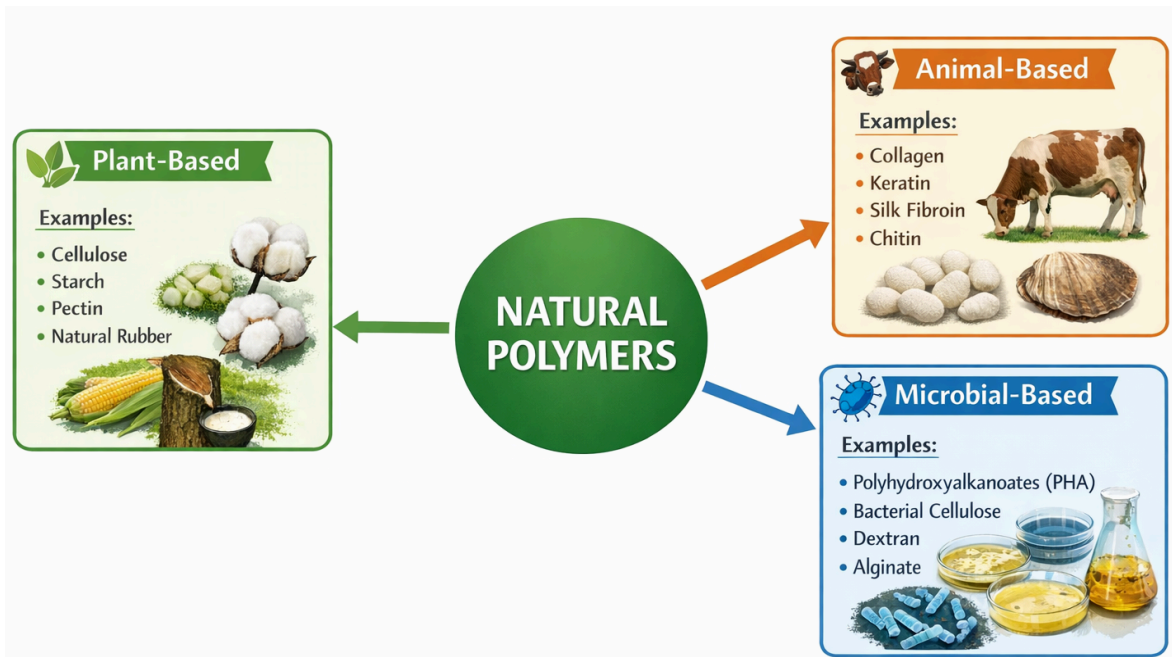 NATURAL
POLYMERS
Plant-Based
Examples:
• Cellulose
• Starch
• Pectin
• Natural Rubber
Animal-Based
Examples:
• Collagen
• Keratin
• Silk Fibroin
• Chitin
Microbial-Based
Examples:
• Polyhydroxyalkanoates (PHA)
• Bacterial Cellulose
• Dextran
• Alginate